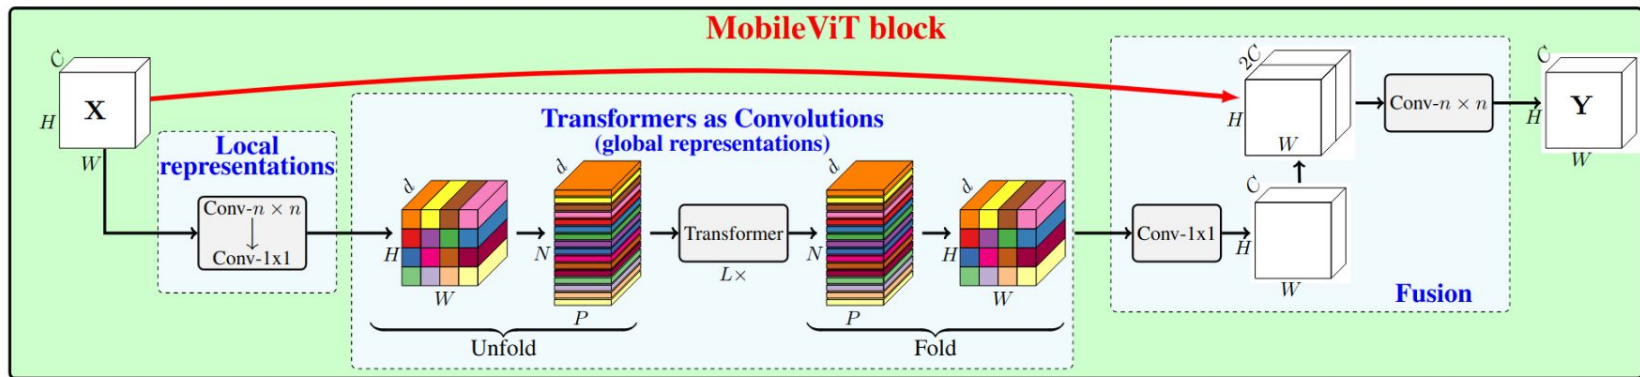 MobileViT block
C
X
H
W
Local
representations
Conv-n × n
↓
Conv-1x1
Transformers as Convolutions
(global representations)
d
H
W
d
N
P
Unfold
Transformer
L×
d
N
P
d
H
W
Fold
Conv-1x1
C
H
W
2C
H
W
Conv-n × n
Fusion
C
Y
H
W